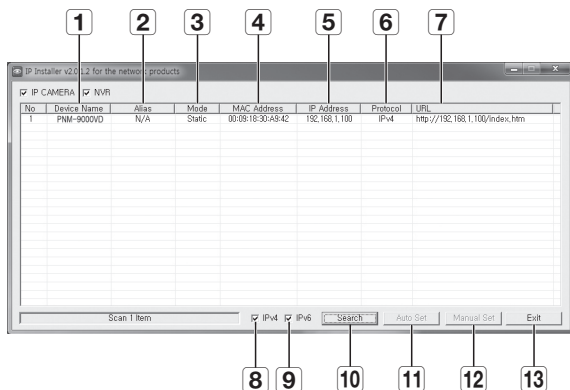 1 2 3 4 5 6 7
IP Installer v2.0.1.2 for the network products
IP CAMERA NVR
No Device Name Alias Mode MAC Address IP Address Protocol URL
1 PNM-9000VD N/A Static 00:09:18:30:A9:42 192,168,1,100 IPv4 http://192,168,1,100/index,htm
Scan 1 Item IPv4 IPv6 Search Auto Set Manual Set Exit
8 9 10 11 12 13